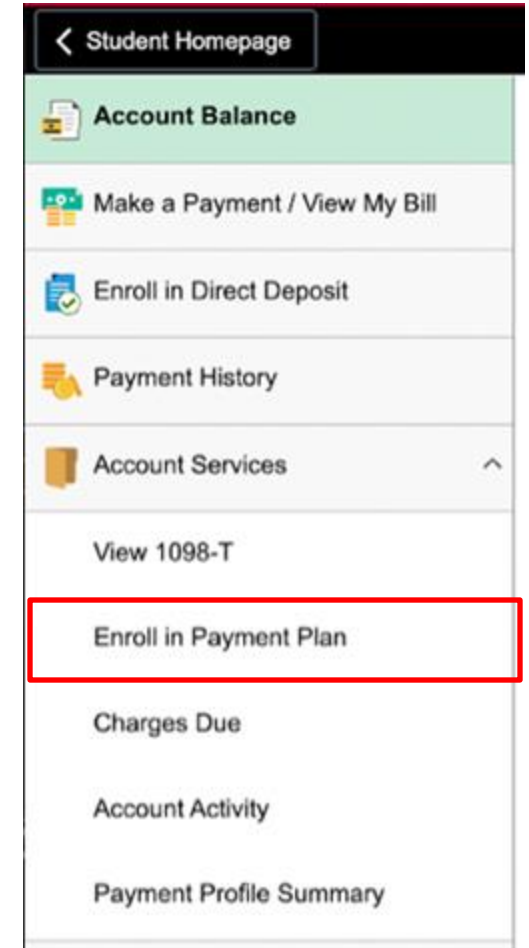 Student Homepage
Account Balance
Make a Payment / View My Bill
Enroll in Direct Deposit
Payment History
Account Services
View 1098-T
Enroll in Payment Plan
Charges Due
Account Activity
Payment Profile Summary